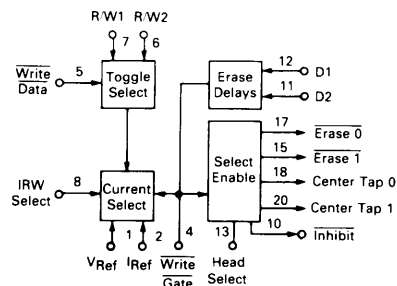 R/W1 R/W2
7 6
Write
Data
5
Toggle
Select
Erase
Delays
12 D1
11 D2
IRW
Select
8
Current
Select
Select
Enable
17 Erase 0
15 Erase 1
18 Center Tap 0
20 Center Tap 1
10 Inhibit
1 2 4 13
VRef IRef
Write
Gate
Head
Select